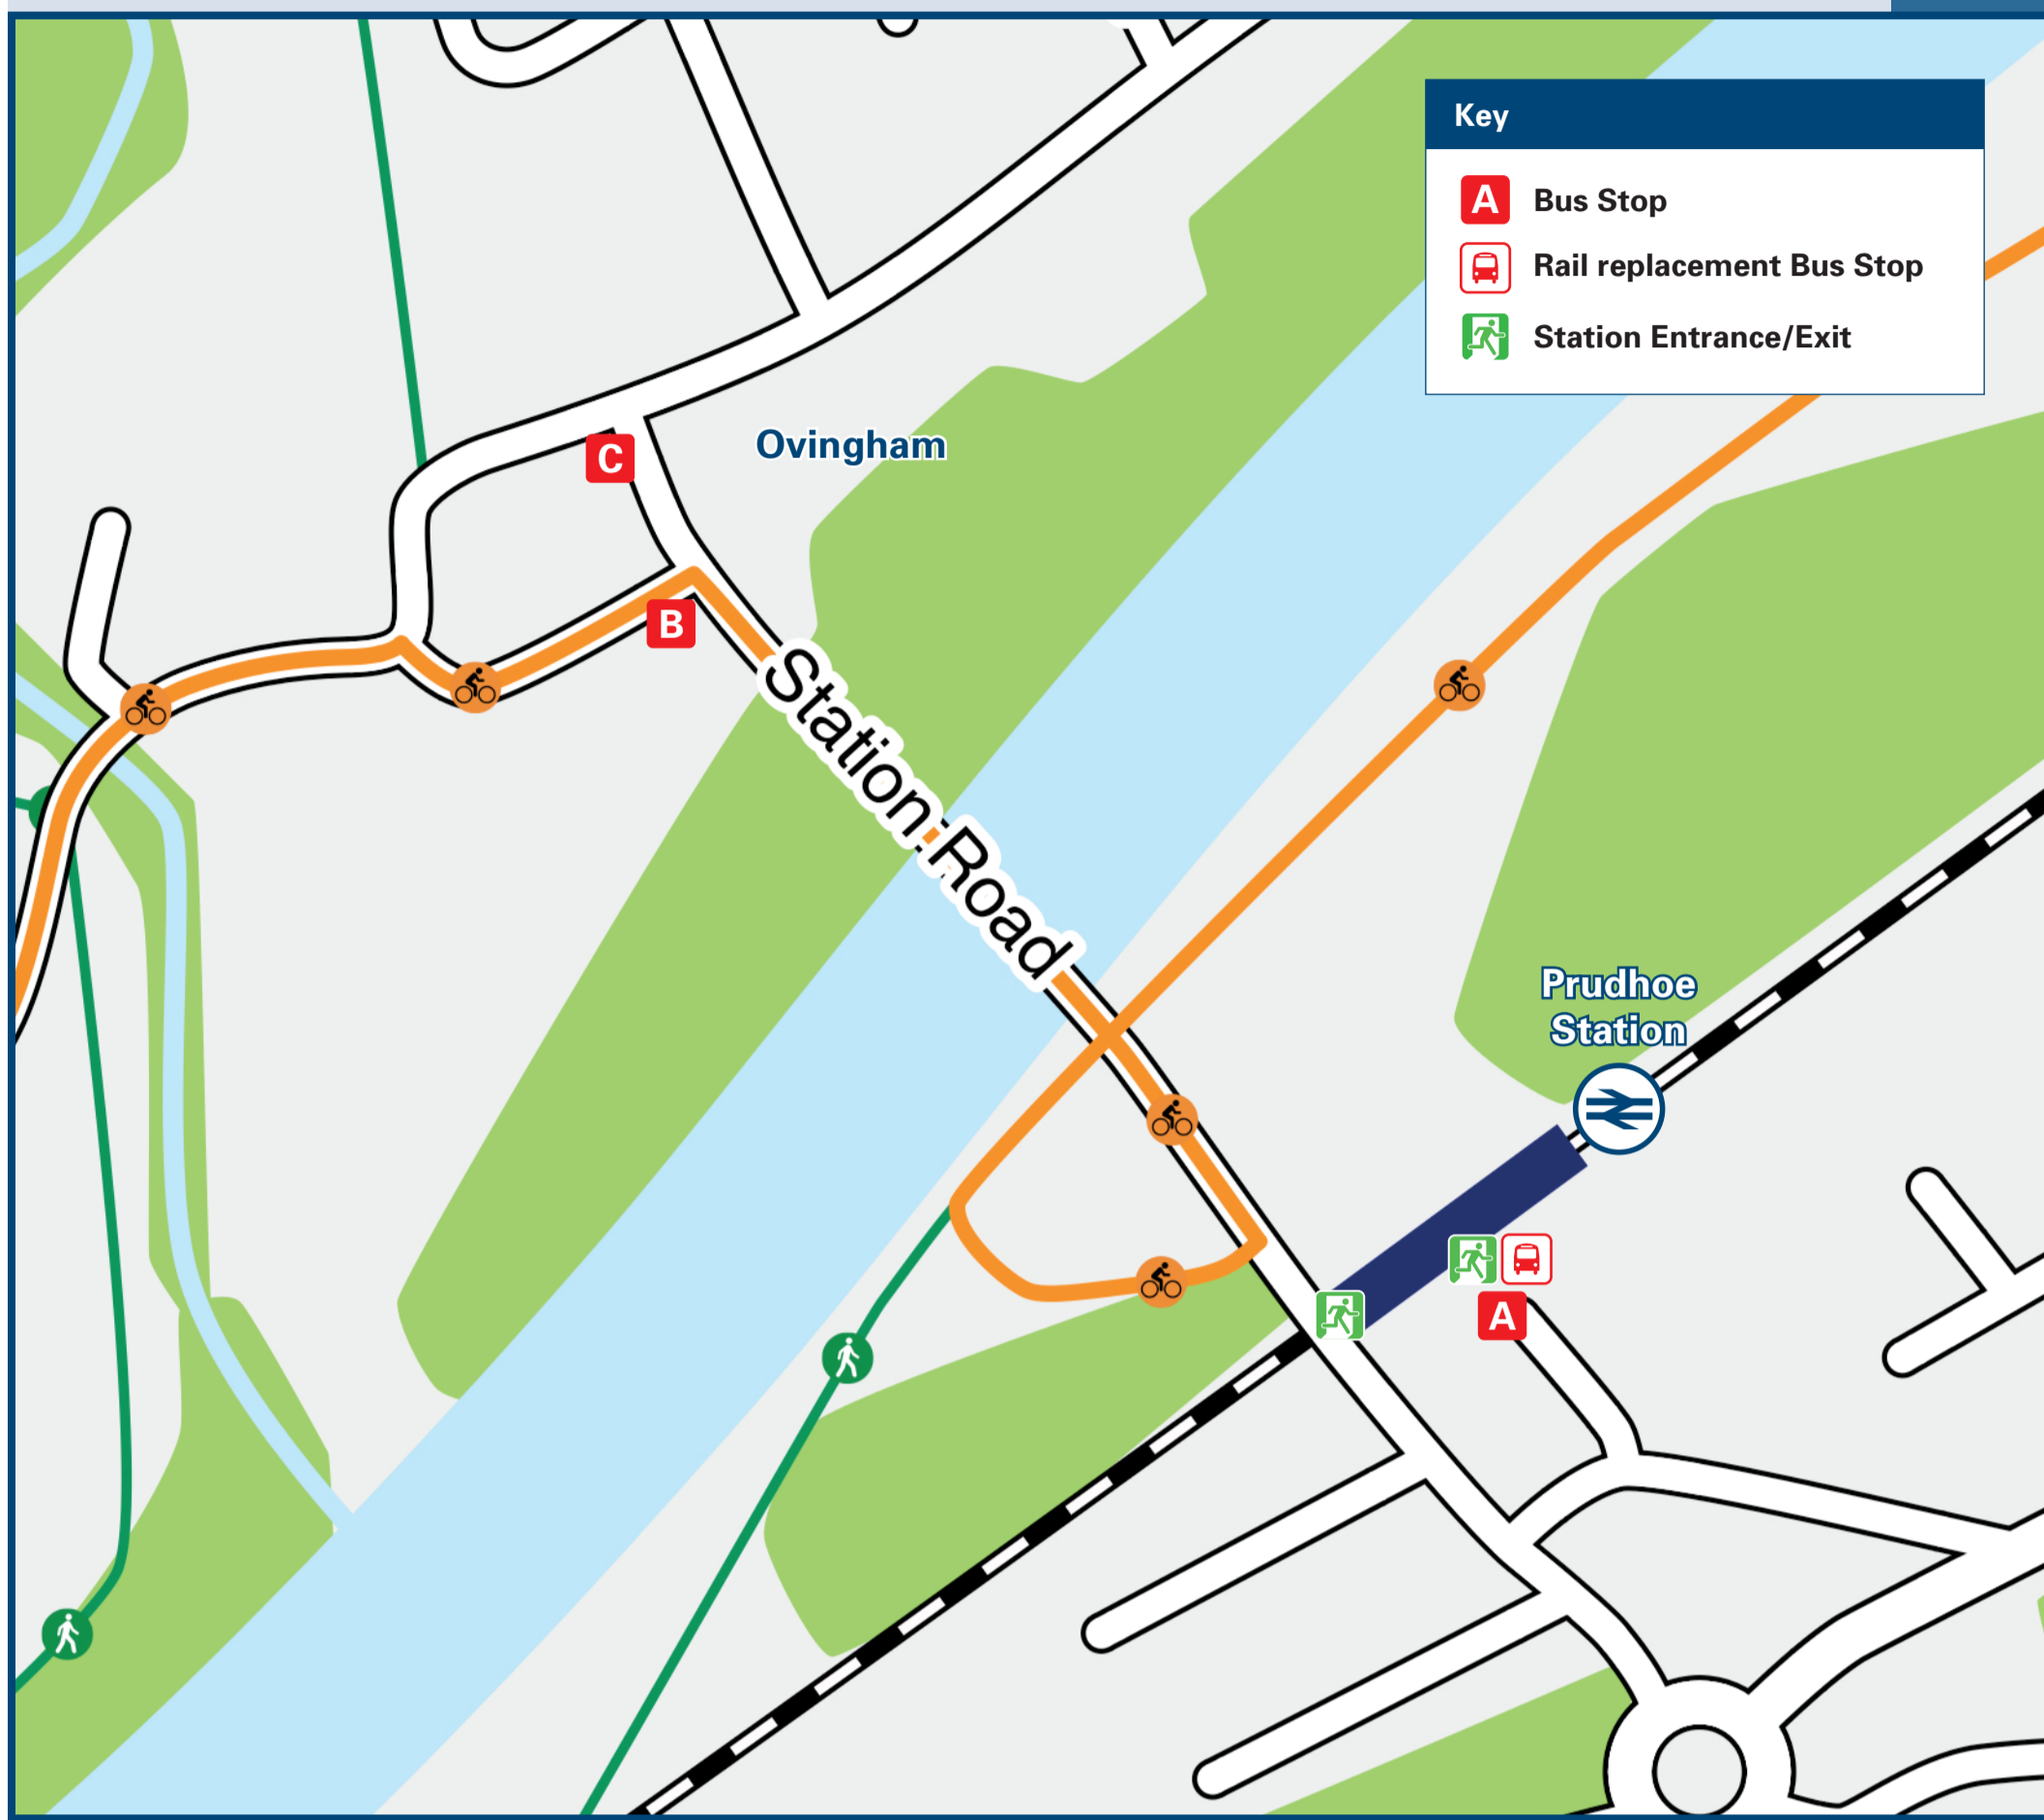 Key
A Bus Stop
Rail replacement Bus Stop
Station Entrance/Exit
C
Ovingham
B
Station Road
Prudhoe
Station
A